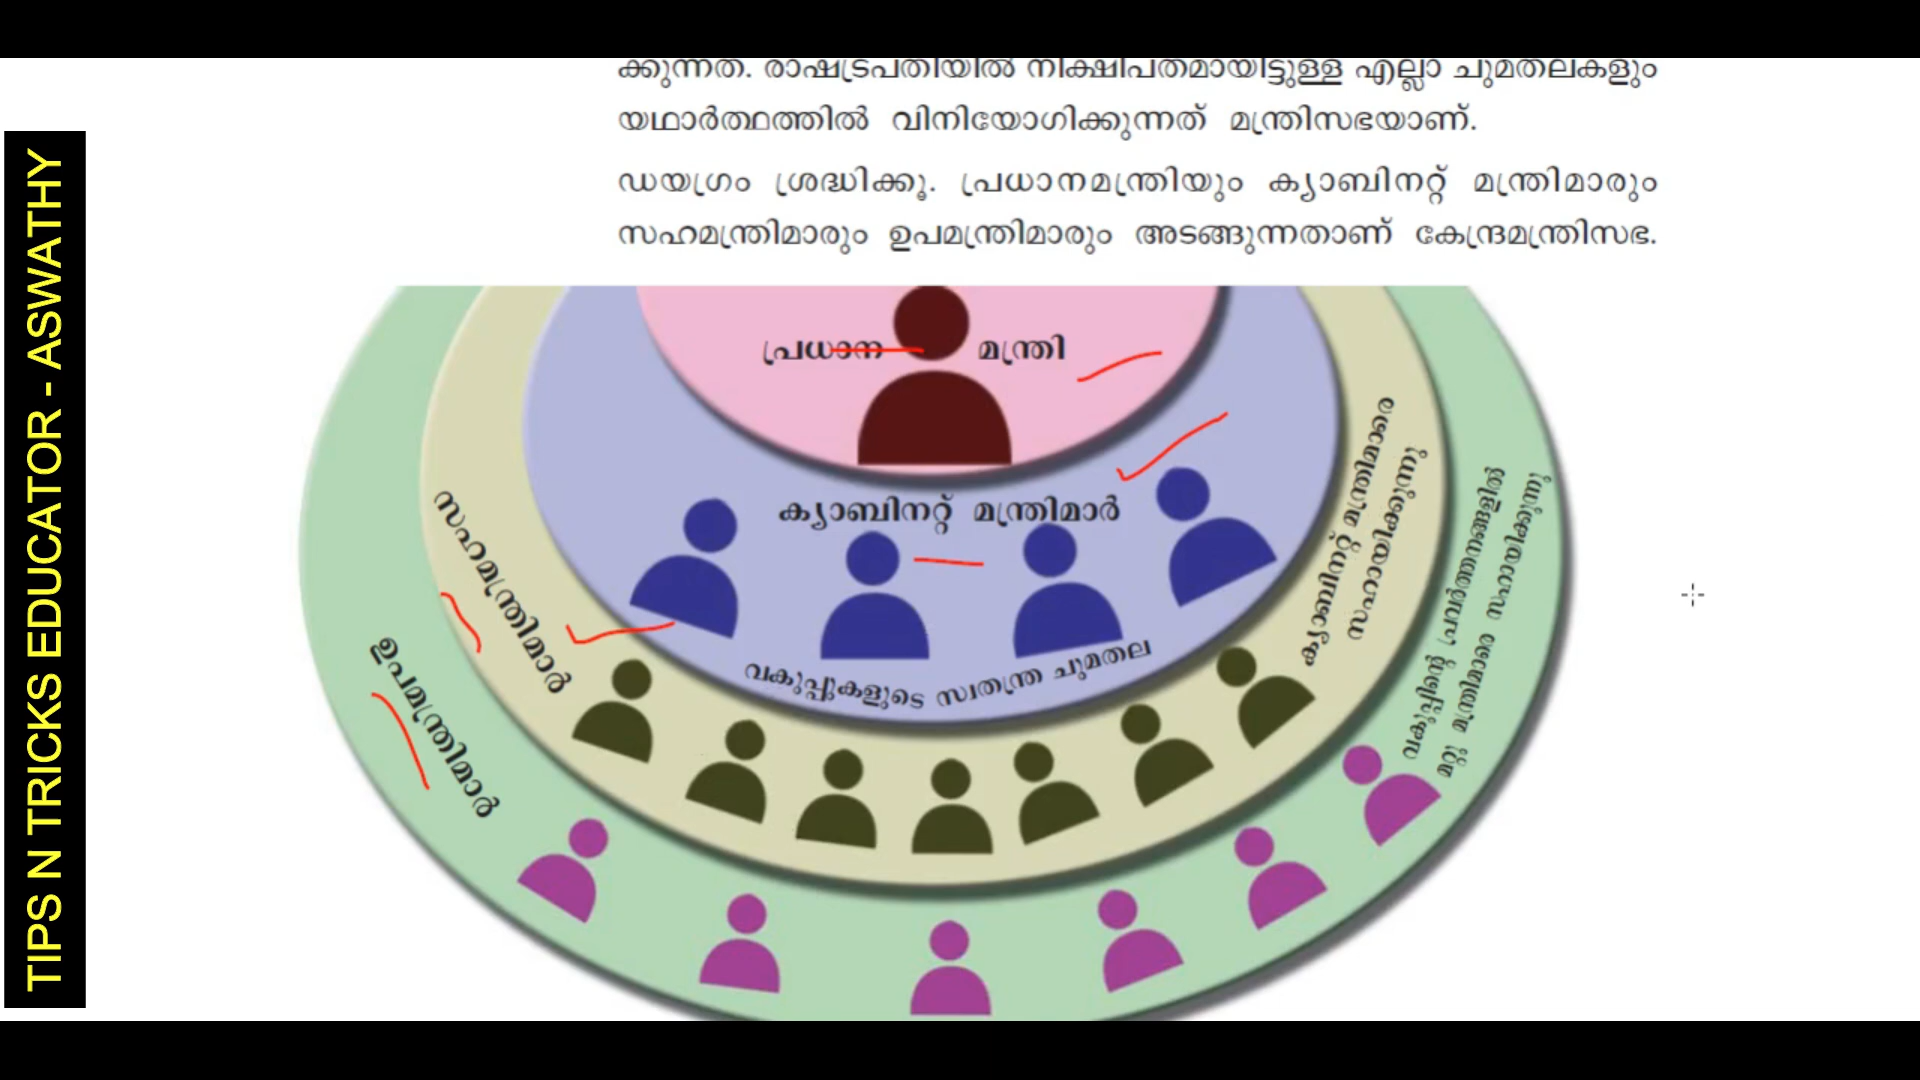 ക്കുന്നത്. രാഷ്ട്രപതിയിൽ നിക്ഷിപ്തമായിട്ടുള്ള എല്ലാ ചുമതലകളും
യഥാർത്ഥത്തിൽ വിനിയോഗിക്കുന്നത് മന്ത്രിസഭയാണ്.
ഡയഗ്രം ശ്രദ്ധിക്കൂ. പ്രധാനമന്ത്രിയും ക്യാബിനറ്റ് മന്ത്രിമാരും
സഹമന്ത്രിമാരും ഉപമന്ത്രിമാരും അടങ്ങുന്നതാണ് കേന്ദ്രമന്ത്രിസഭ.
പ്രധാന മന്ത്രി
ക്യാബിനറ്റ് മന്ത്രിമാർ
വകുപ്പുകളുടെ സ്വതന്ത്ര ചുമതല
സഹമന്ത്രിമാർ
ക്യാബിനറ്റ് മന്ത്രിമാരെ
സഹായിക്കുന്നു
ഉപമന്ത്രിമാർ
വകുപ്പിന്റെ പ്രവർത്തനങ്ങളിൽ
മറ്റു മന്ത്രിമാരെ സഹായിക്കുന്നു
TIPS N TRICKS EDUCATOR - ASWATHY